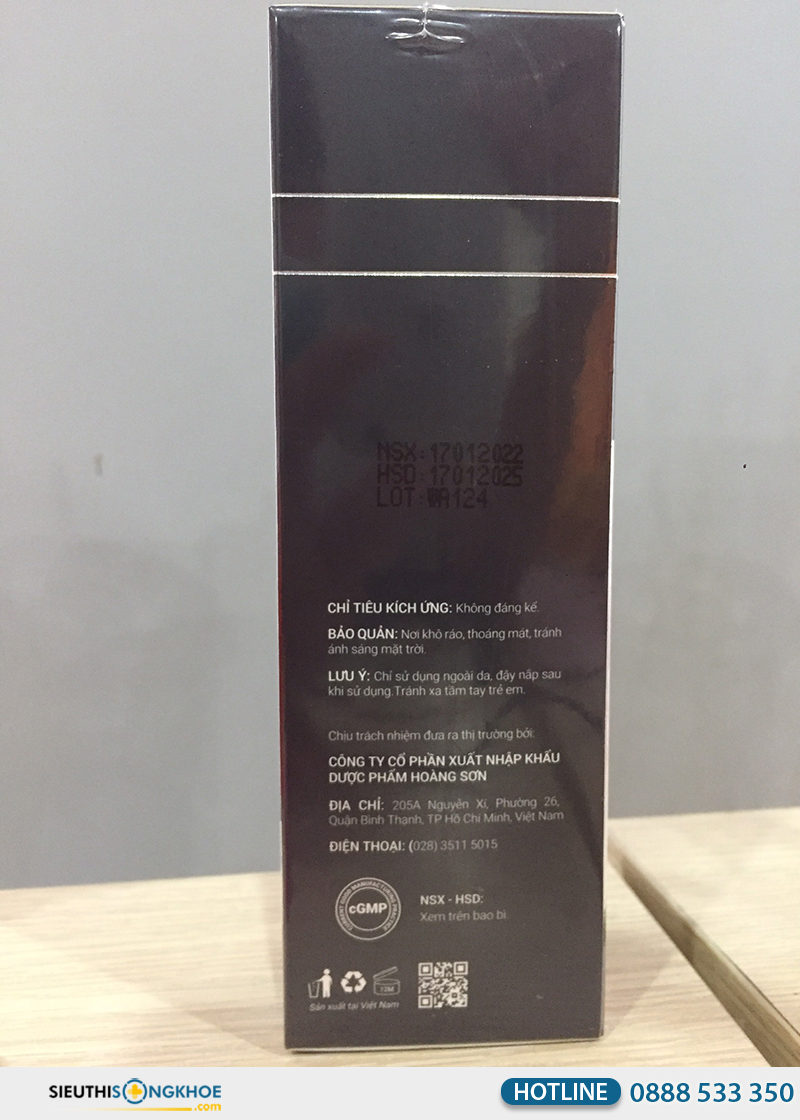 NSX:17012022
HSD:17012025
LOT:WA124
CHỈ TIÊU KÍCH ỨNG: Không đáng kể.
BẢO QUẢN: Nơi khô ráo, thoáng mát, tránh
ánh sáng mặt trời.
LƯU Ý: Chỉ sử dụng ngoài da, đậy nắp sau
khi sử dụng.Tránh xa tầm tay trẻ em.
Chịu trách nhiệm đưa ra thị trường bởi:
CÔNG TY CỔ PHẦN XUẤT NHẬP KHẨU
DƯỢC PHẨM HOÀNG SƠN
ĐỊA CHỈ: 205A Nguyễn Xí, Phường 26,
Quận Bình Thạnh, TP Hồ Chí Minh, Việt Nam
ĐIỆN THOẠI: (028) 3511 5015
CURRENT GOOD MANUFACTURING PRACTICE
cGMP
NSX - HSD:
Xem trên bao bì.
12M
Sản xuất tại Việt Nam
SIEUTHISONGKHOE
.com
HOTLINE 0888 533 350